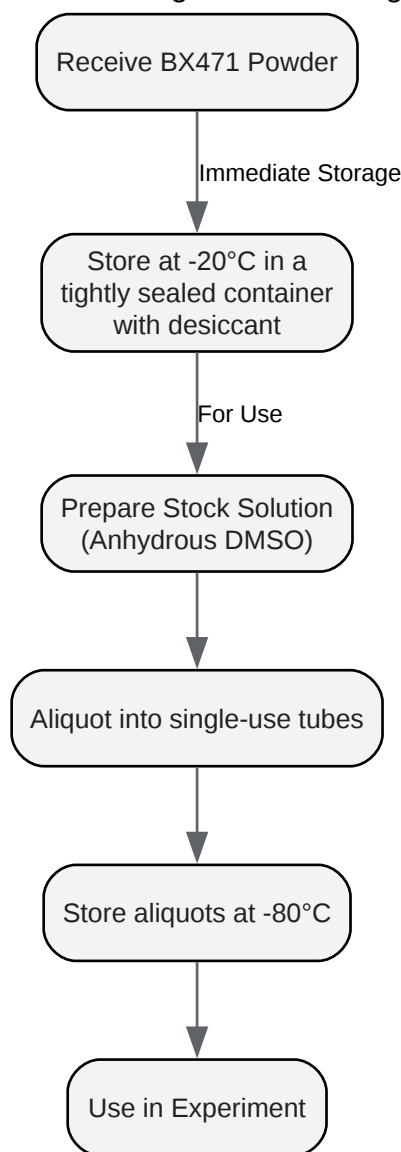 Receive BX471 Powder
Immediate Storage
Store at -20°C in a
tightly sealed container
with desiccant
For Use
Prepare Stock Solution
(Anhydrous DMSO)
Aliquot into single-use tubes
Store aliquots at -80°C
Use in Experiment